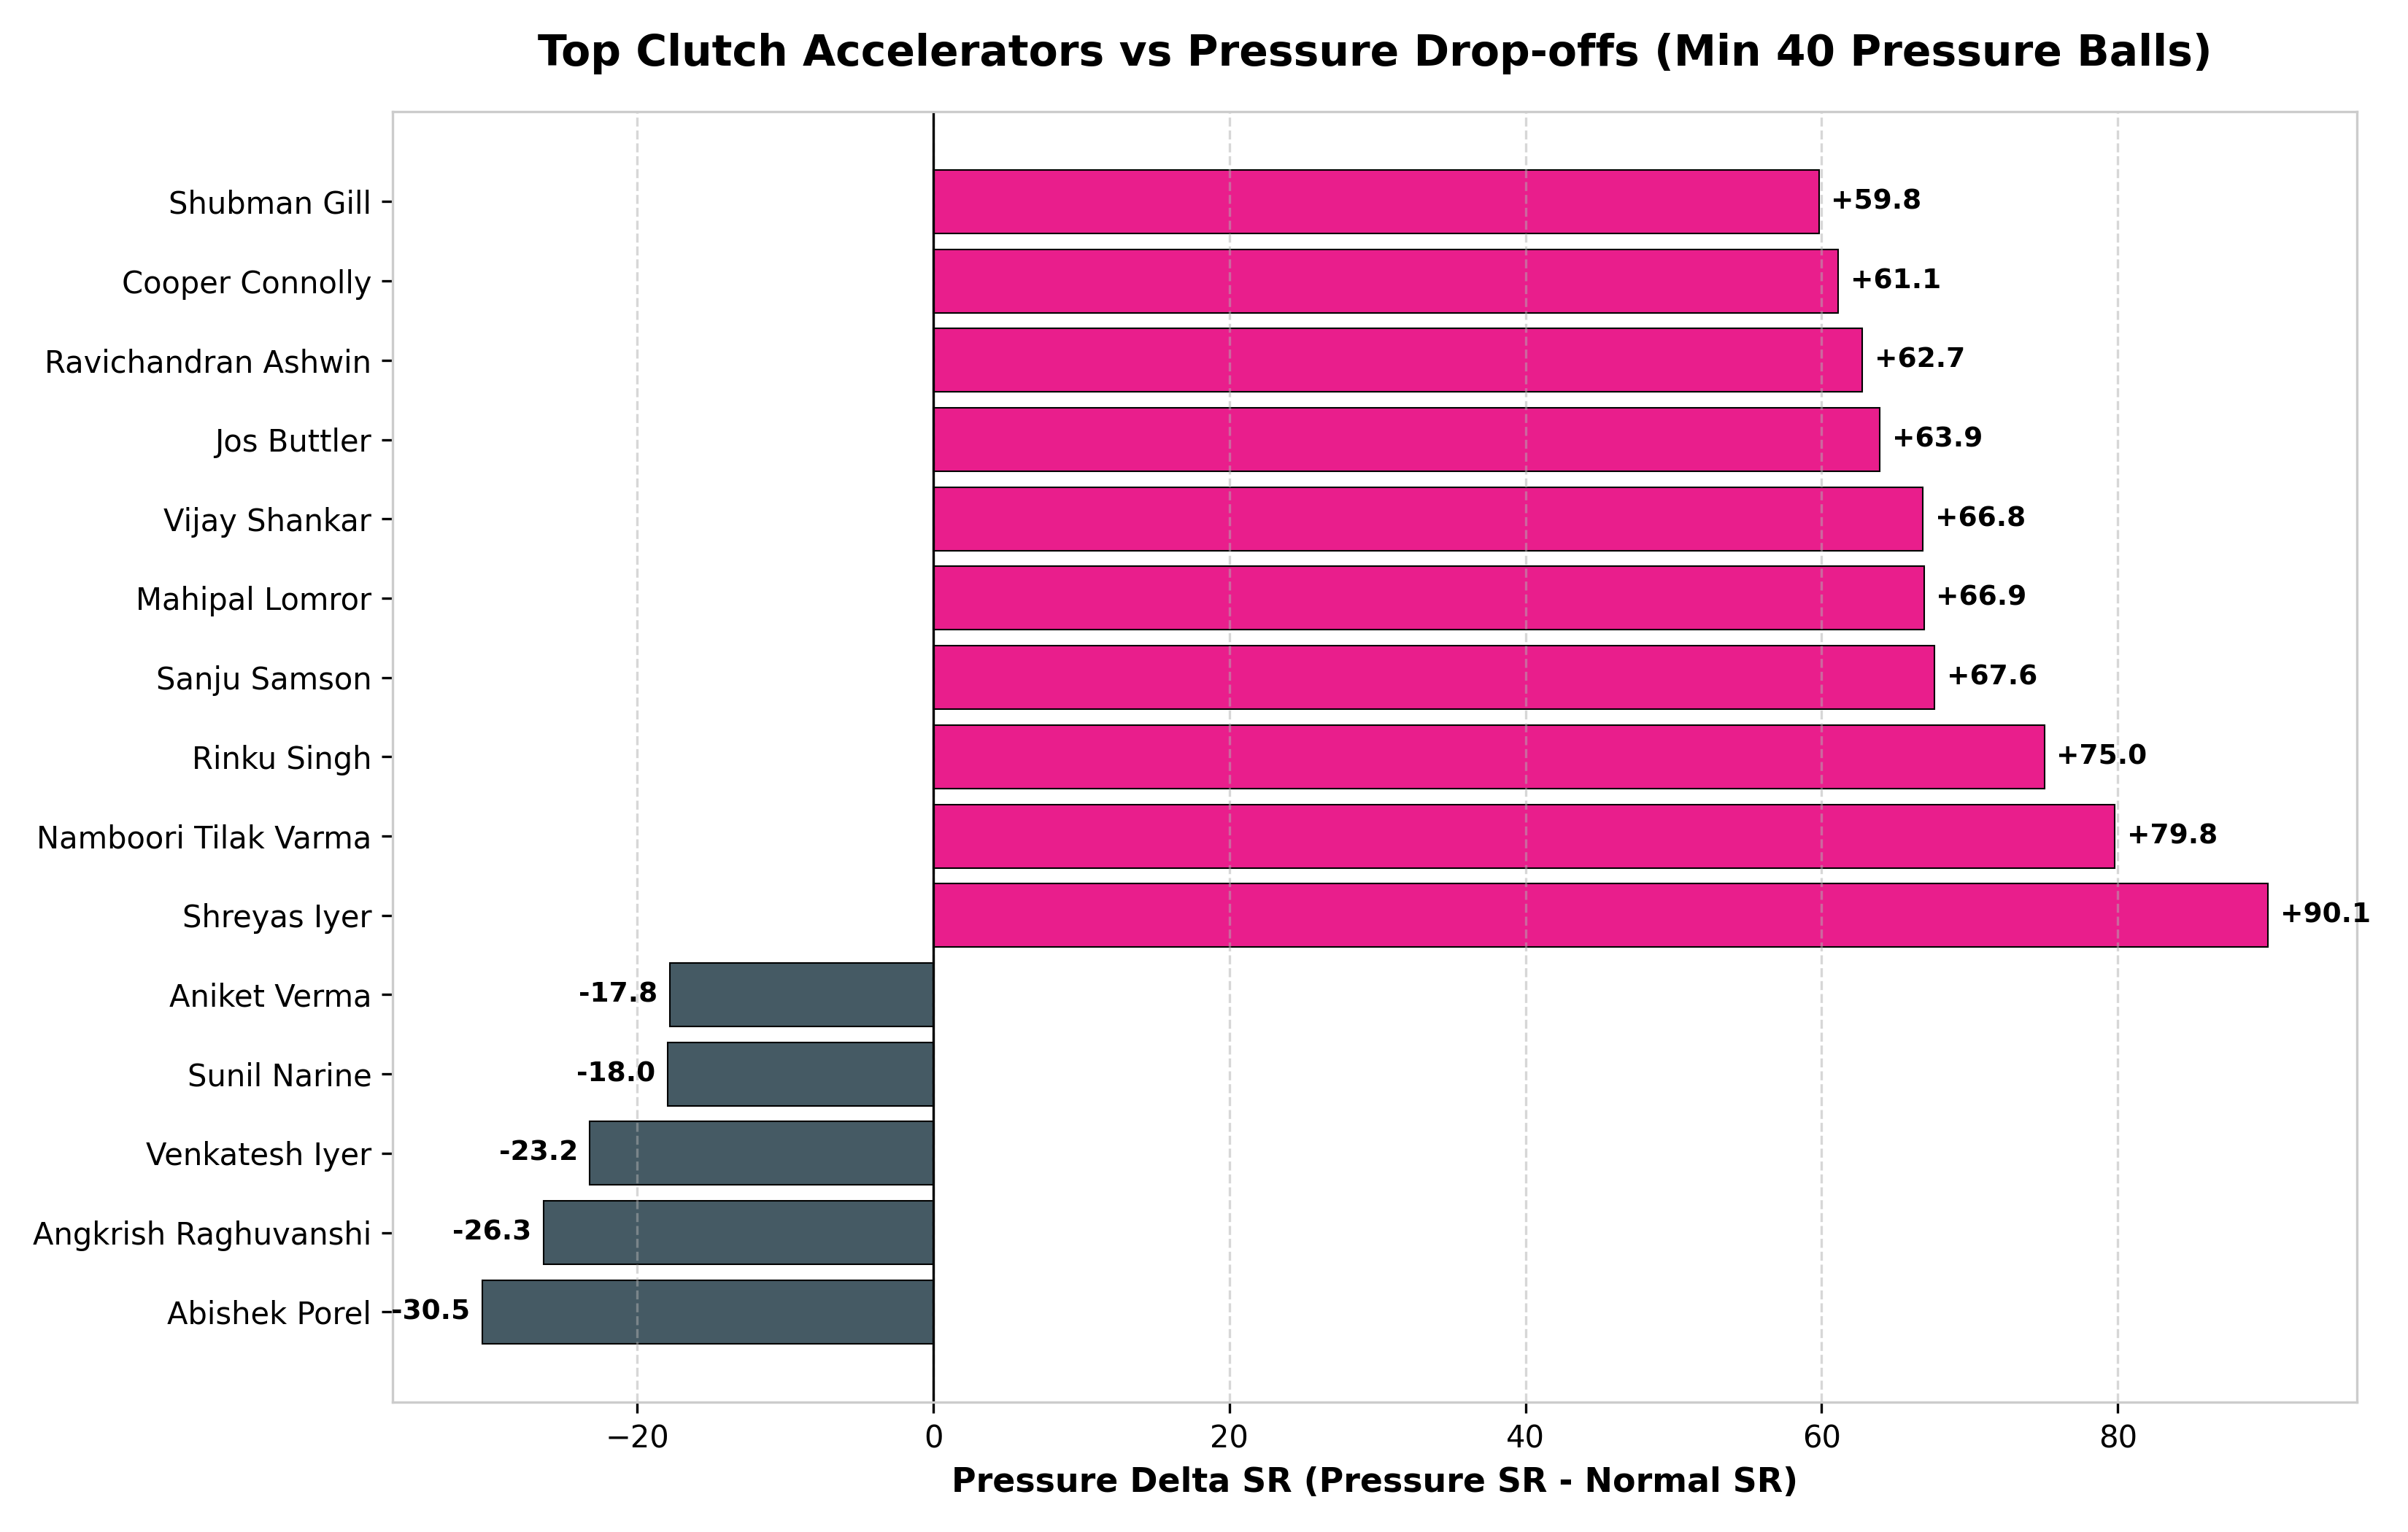 Top Clutch Accelerators vs Pressure Drop-offs (Min 40 Pressure Balls)
Shubman Gill +59.8
Cooper Connolly +61.1
Ravichandran Ashwin +62.7
Jos Buttler +63.9
Vijay Shankar +66.8
Mahipal Lomror +66.9
Sanju Samson +67.6
Rinku Singh +75.0
Namboori Tilak Varma +79.8
Shreyas Iyer +90.1
Aniket Verma -17.8
Sunil Narine -18.0
Venkatesh Iyer -23.2
Angkrish Raghuvanshi -26.3
Abishek Porel -30.5
−20 0 20 40 60 80
Pressure Delta SR (Pressure SR - Normal SR)